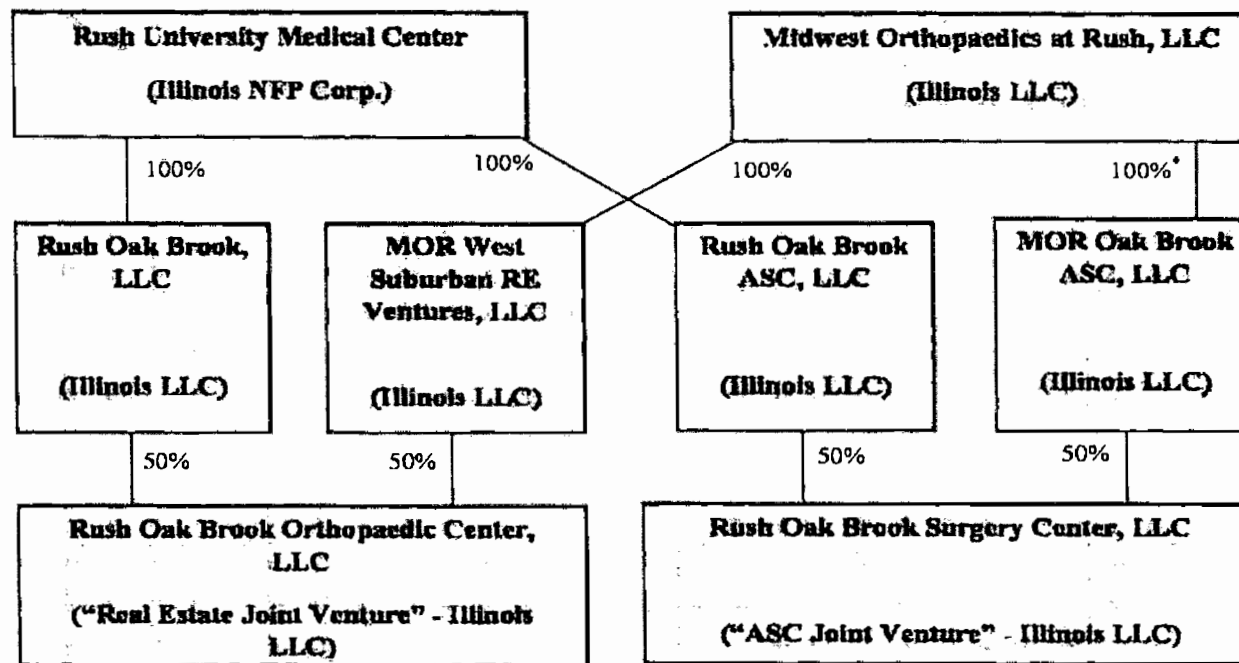 Rush University Medical Center
(Illinois NFP Corp.)
Midwest Orthopaedics at Rush, LLC
(Illinois LLC)
100%
100%
100%
100%*
Rush Oak Brook,
LLC
(Illinois LLC)
MOR West
Suburban RE
Ventures, LLC
(Illinois LLC)
Rush Oak Brook
ASC, LLC
(Illinois LLC)
MOR Oak Brook
ASC, LLC
(Illinois LLC)
50%
50%
50%
50%
Rush Oak Brook Orthopaedic Center,
LLC
("Real Estate Joint Venture" - Illinois
LLC)
Rush Oak Brook Surgery Center, LLC
("ASC Joint Venture" - Illinois LLC)